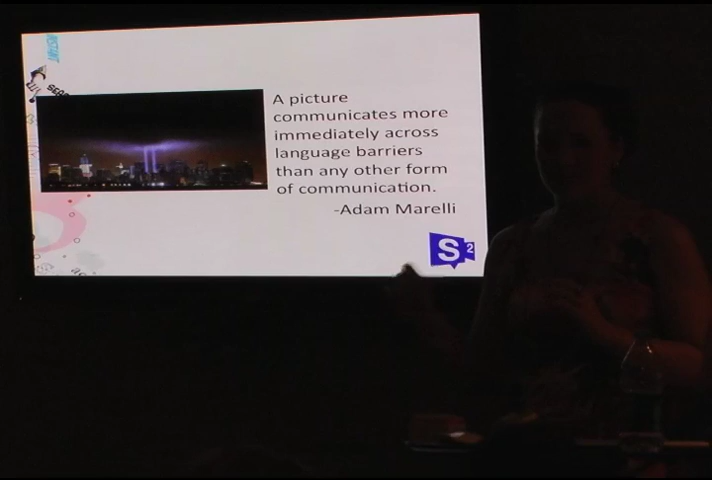 A picture
communicates more
immediately across
language barriers
than any other form
of communication.
-Adam Marelli
S2